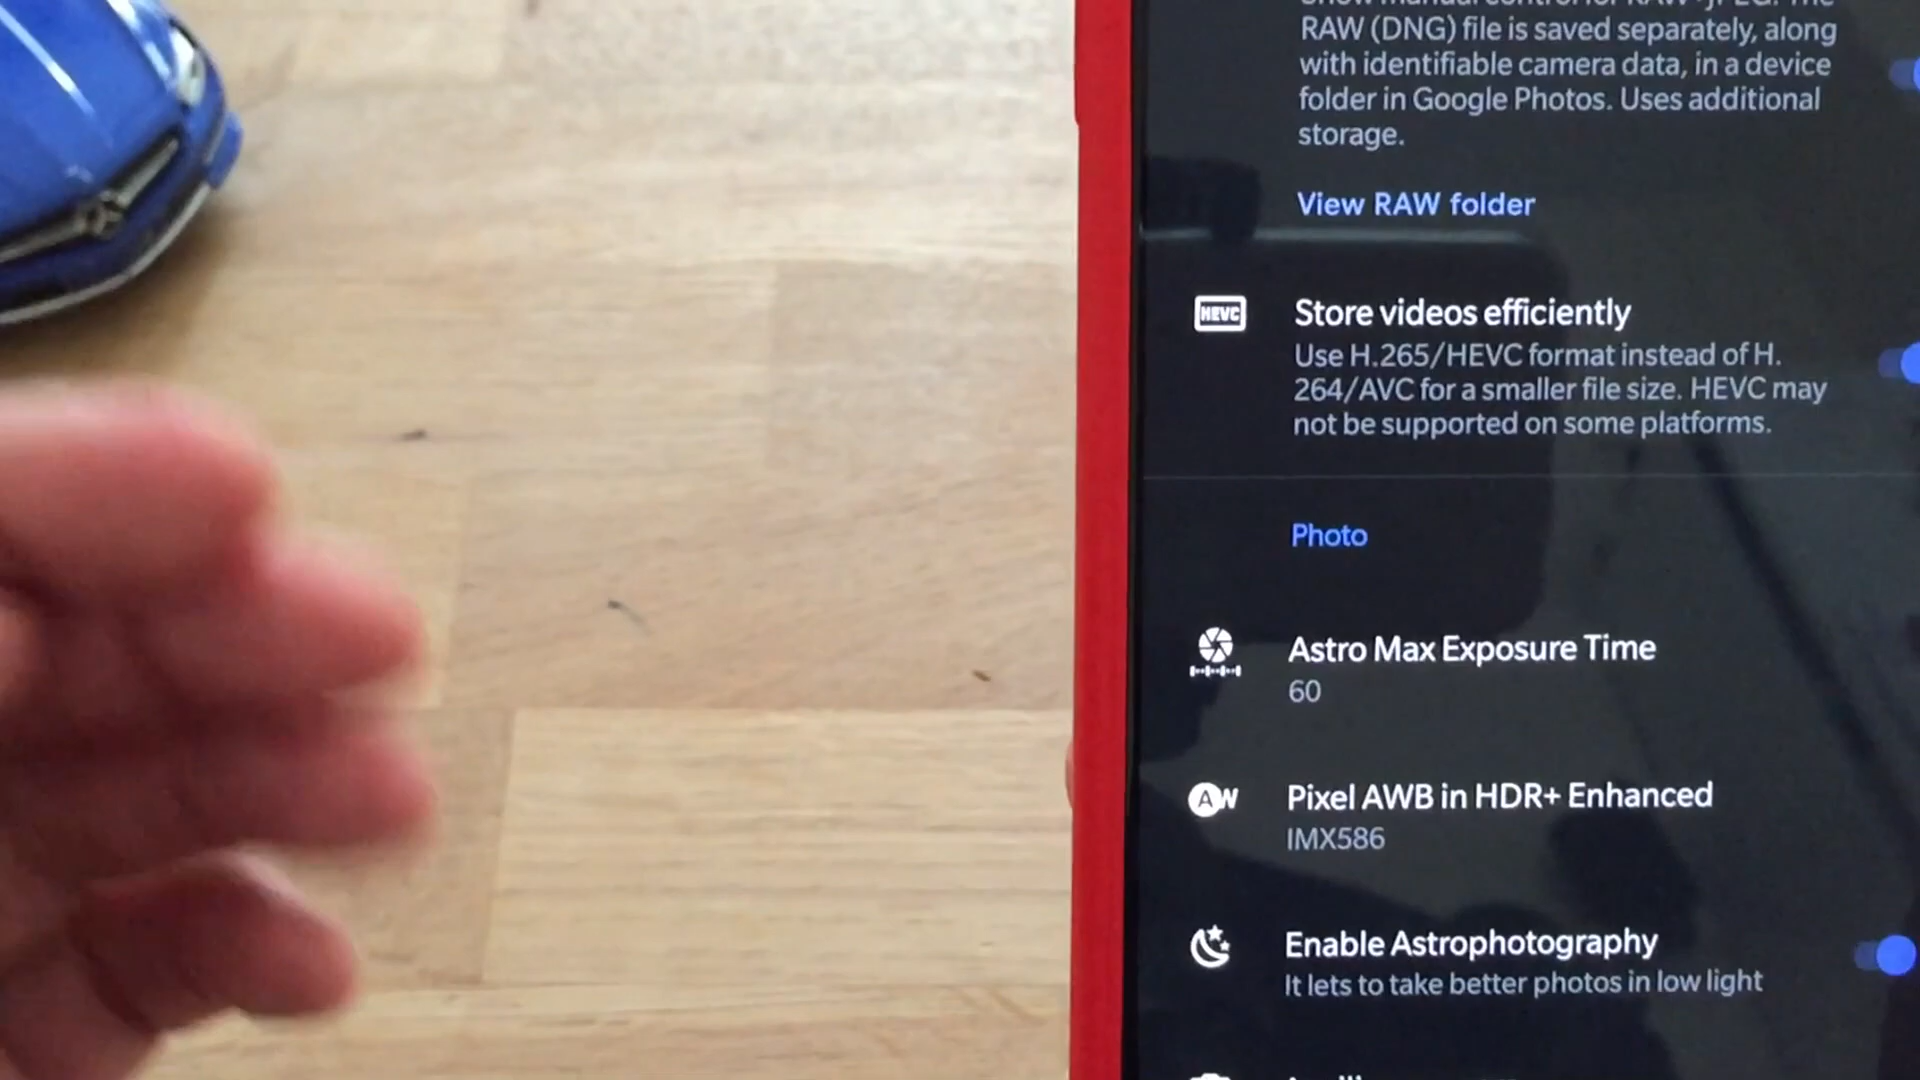 RAW (DNG) file is saved separately, along
with identifiable camera data, in a device
folder in Google Photos. Uses additional
storage.
View RAW folder
HEVC
Store videos efficiently
Use H.265/HEVC format instead of H.
264/AVC for a smaller file size. HEVC may
not be supported on some platforms.
Photo
Astro Max Exposure Time
60
AW
Pixel AWB in HDR+ Enhanced
IMX586
Enable Astrophotography
It lets to take better photos in low light